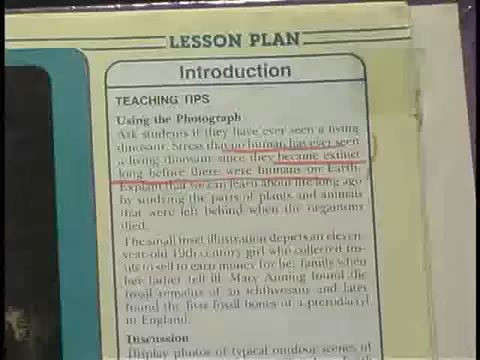 LESSON PLAN
Introduction
TEACHING TIPS
Using the Photograph
Ask students if they have ever seen a living
dinosaur. Stress that no human has ever seen
a living dinosaur since they became extinct
long before there were humans on Earth.
Explain that we can learn about life long ago
by studying the parts of plants and animals
that were left behind when the organisms
died.
The small inset illustration depicts an eleven-
year-old 19th century girl who collected fos-
sils to sell to earn money for her family when
her father fell ill. Mary Anning found the
fossil remains of an ichthyosaur and later
found the first fossil bones of a pterodactyl
in England.
Discussion
Display photos of typical outdoor scenes of